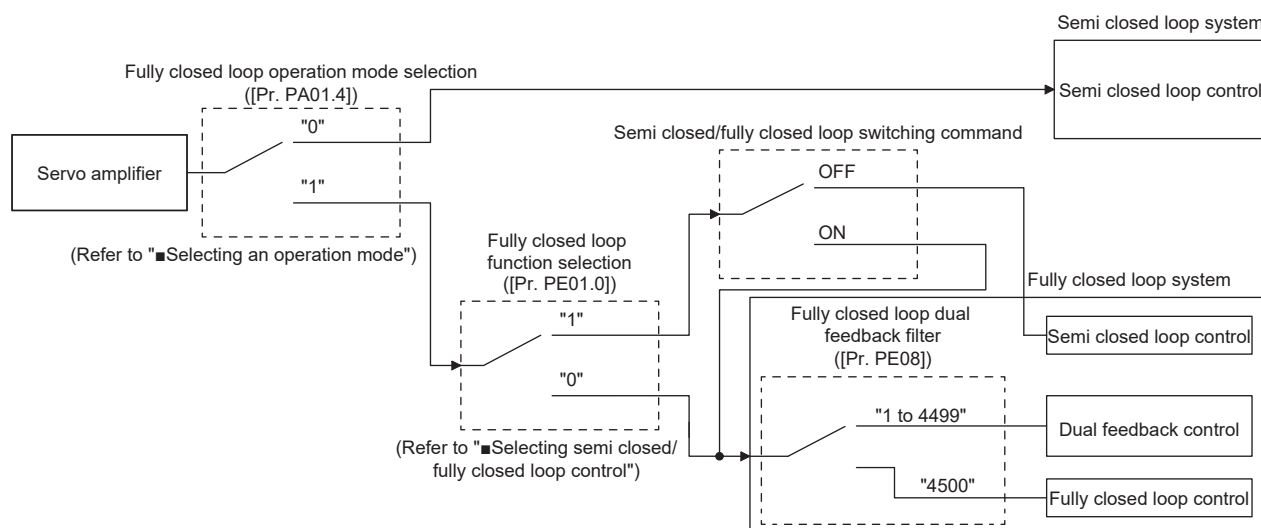 Semi closed loop system
Semi closed loop control
Fully closed loop operation mode selection
([Pr. PA01.4])
"0"
"1"
Servo amplifier
(Refer to "■Selecting an operation mode")
Semi closed/fully closed loop switching command
OFF
ON
Fully closed loop
function selection
([Pr. PE01.0])
"1"
"0"
(Refer to "■Selecting semi closed/
fully closed loop control")
Fully closed loop system
Fully closed loop dual
feedback filter
([Pr. PE08])
"1 to 4499"
"4500"
Semi closed loop control
Dual feedback control
Fully closed loop control